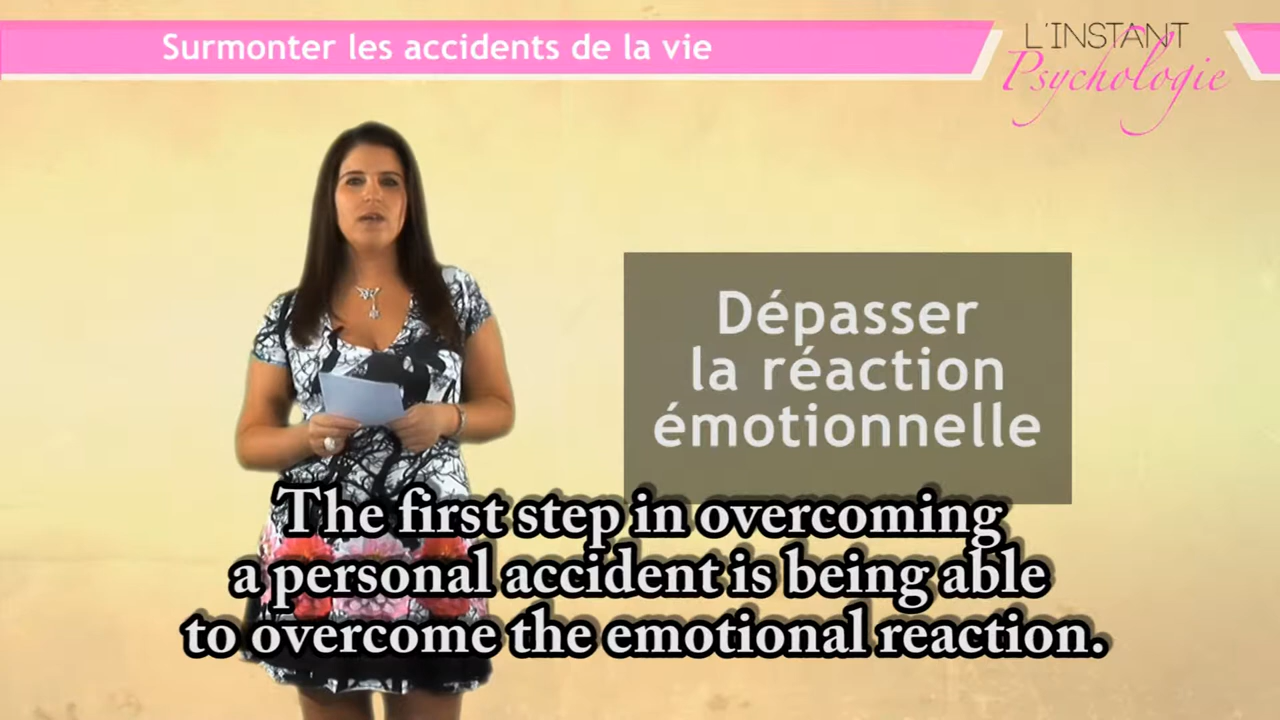 Surmonter les accidents de la vie
L'INSTANT
Psychologie
Dépasser
la réaction
émotionnelle
The first step in overcoming
a personal accident is being able
to overcome the emotional reaction.